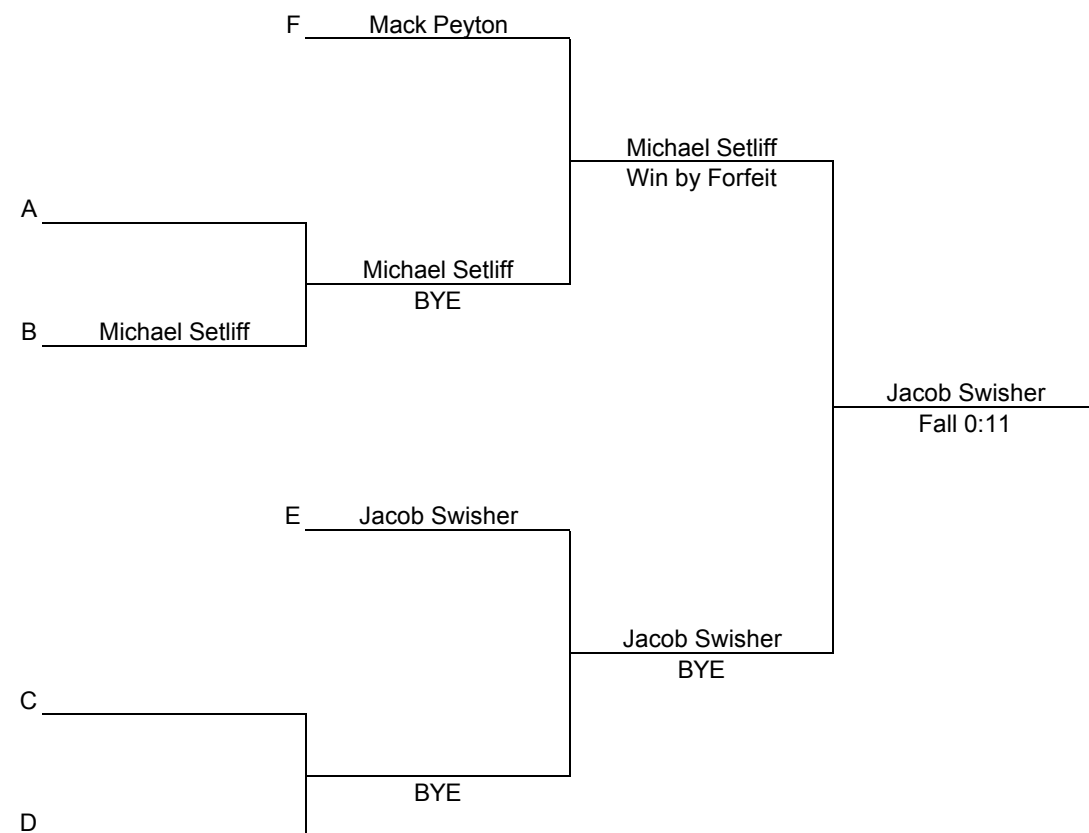 F Mack Peyton
Michael Setliff
Win by Forfeit
A
Michael Setliff
BYE
B Michael Setliff
Jacob Swisher
Fall 0:11
E Jacob Swisher
Jacob Swisher
BYE
C
BYE
D